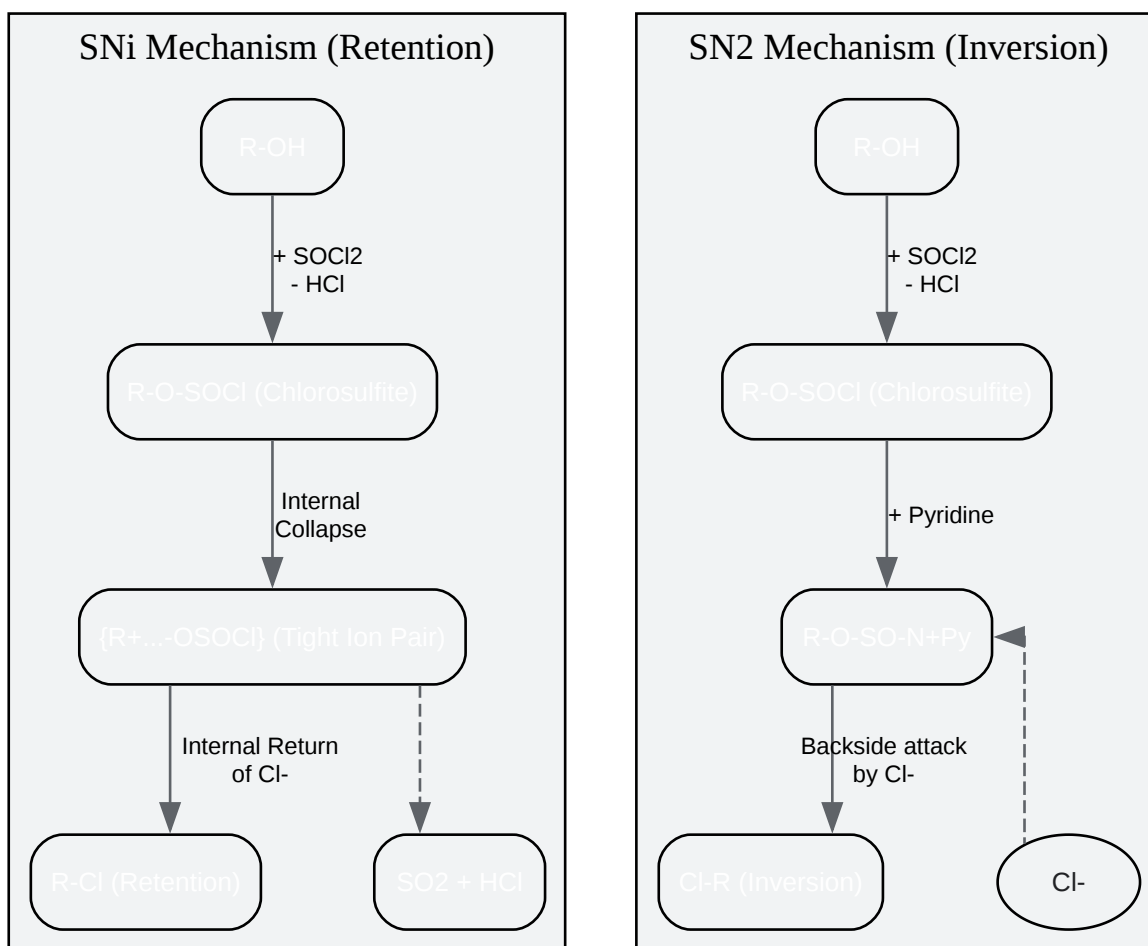 SNi Mechanism (Retention)
R-OH
+ SOCl2
- HCl
R-O-SOCl (Chlorosulfite)
Internal
Collapse
{R+...-OSOCl} (Tight Ion Pair)
Internal Return
of Cl-
R-Cl (Retention)
SO2 + HCl
SN2 Mechanism (Inversion)
R-OH
+ SOCl2
- HCl
R-O-SOCl (Chlorosulfite)
+ Pyridine
R-O-SO-N+Py
Backside attack
by Cl-
Cl-R (Inversion)
Cl-